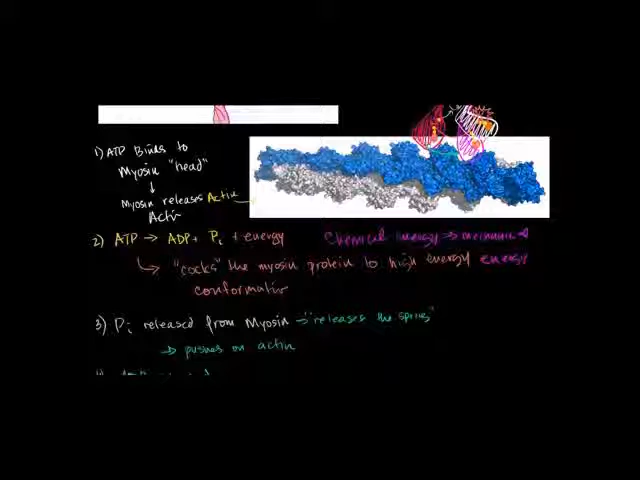 1) ATP Binds to
Myosin "head"
↓
Myosin releases Actin
Actin
2) ATP → ADP + Pi + energy
Chemical Energy → mechanical
↳ "cocks" the myosin protein to high energy energy
conformation
3) Pi released from Myosin → "releases the spring"
→ pushes on actin